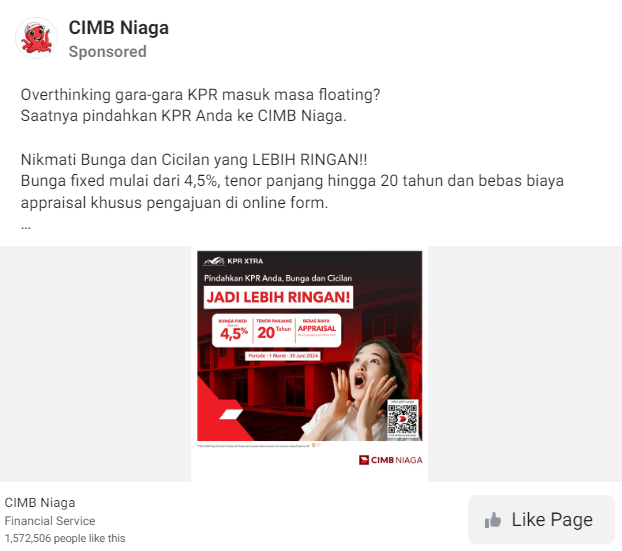 CIMB Niaga
Sponsored
Overthinking gara-gara KPR masuk masa floating?
Saatnya pindahkan KPR Anda ke CIMB Niaga.
Nikmati Bunga dan Cicilan yang LEBIH RINGAN!!
Bunga fixed mulai dari 4,5%, tenor panjang hingga 20 tahun dan bebas biaya
appraisal khusus pengajuan di online form.
...
KPR XTRA
Pindahkan KPR Anda, Bunga dan Cicilan
JADI LEBIH RINGAN!
BUNGA FIXED
4,5%
TENOR PANJANG
20 Tahun
BEBAS BIAYA
APPRAISAL
Periode : 1 Maret - 30 Juni 2024
CIMB NIAGA
CIMB Niaga
Financial Service
1,572,506 people like this
Like Page